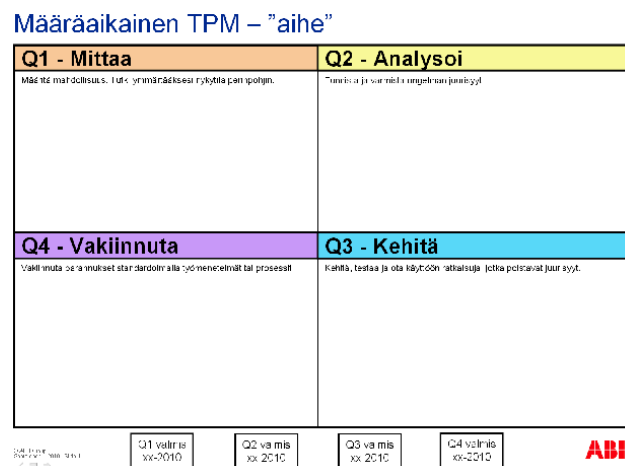 Määräaikainen TPM – ”aihe”
Q1 - Mittaa
Q2 - Analysoi
Määritä mahdollisuus. Tutki ymmärtääksesi nykytila perinpohjin.
Tunnista ja varmista ongelman juurisyyt.
Q4 - Vakiinnuta
Q3 - Kehitä
Vakiinnuta parannukset standardoimalla työmenetelmät tai prosessit
Kehitä, testaa ja ota käyttöön ratkaisuja, jotka poistavat juurisyyt.
Q1 valmis
xx-2010
Q2 valmis
xx-2010
Q3 valmis
xx-2010
Q4 valmis
xx-2010
ABB